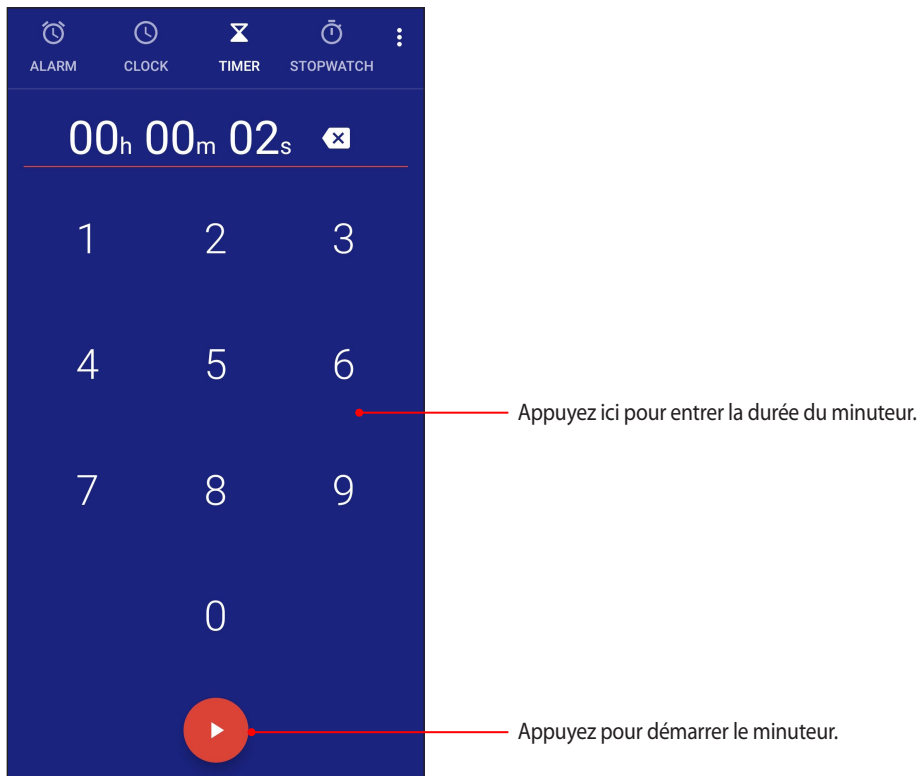 ALARM CLOCK TIMER STOPWATCH
00h 00m 02s
1 2 3
4 5 6
Appuyez ici pour entrer la durée du minuteur.
7 8 9
0
Appuyez pour démarrer le minuteur.